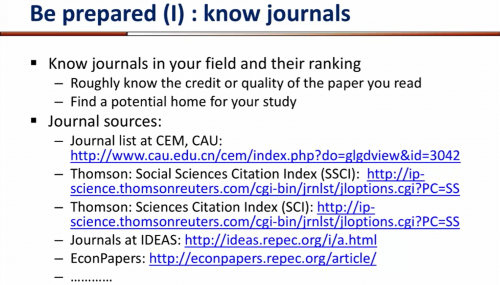 Be prepared (I) : know journals
▪ Know journals in your field and their ranking
– Roughly know the credit or quality of the paper you read
– Find a potential home for your study
▪ Journal sources:
– Journal list at CEM, CAU:
http://www.cau.edu.cn/cem/index.php?do=glgdview&id=3042
– Thomson: Social Sciences Citation Index (SSCI): http://ip-
science.thomsonreuters.com/cgi-bin/jrnlst/jloptions.cgi?PC=SS
– Thomson: Sciences Citation Index (SCI): http://ip-
science.thomsonreuters.com/cgi-bin/jrnlst/jloptions.cgi?PC=SS
– Journals at IDEAS: http://ideas.repec.org/i/a.html
– EconPapers: http://econpapers.repec.org/article/
– …………